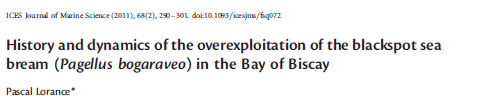 ICES Journal of Marine Science (2011), 68(2), 290–301. doi:10.1093/icesjms/fsq072
History and dynamics of the overexploitation of the blackspot sea
bream (Pagellus bogaraveo) in the Bay of Biscay
Pascal Lorance*